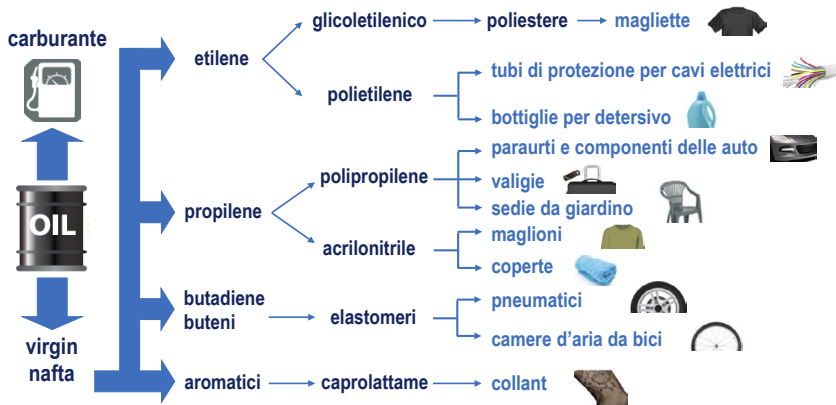 carburante
OIL
virgin
nafta
etilene
glicoletilenico
poliestere
magliette
polietilene
tubi di protezione per cavi elettrici
bottiglie per detersivo
propilene
polipropilene
paraurti e componenti delle auto
valigie
sedie da giardino
acrilonitrile
maglioni
coperte
butadiene
buteni
elastomeri
pneumatici
camere d'aria da bici
aromatici
caprolattame
collant